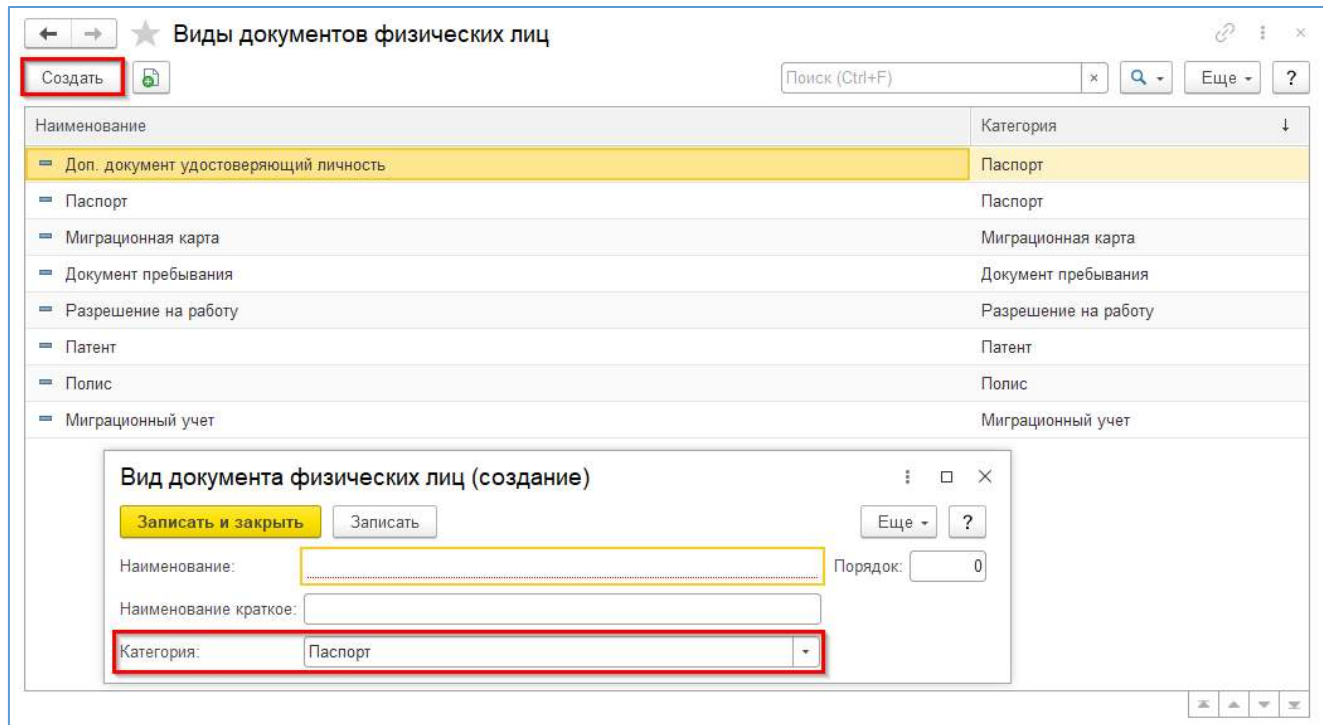 Виды документов физических лиц
Создать Поиск (Ctrl+F) × Еще ?
Наименование Категория ↓
Доп. документ удостоверяющий личность Паспорт
Паспорт Паспорт
Миграционная карта Миграционная карта
Документ пребывания Документ пребывания
Разрешение на работу Разрешение на работу
Патент Патент
Полис Полис
Миграционный учет Миграционный учет
Вид документа физических лиц (создание)
Записать и закрыть Записать Еще ?
Наименование: Порядок: 0
Наименование краткое:
Категория: Паспорт